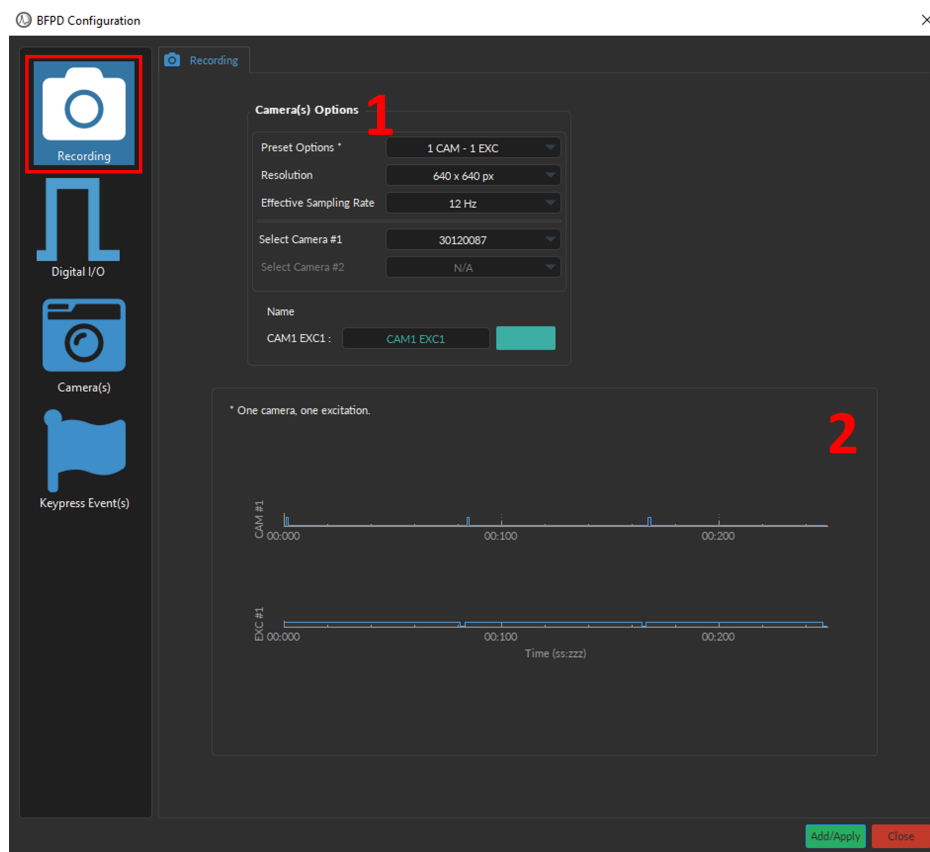 BFPD Configuration
Recording
Recording
Digital I/O
Camera(s)
Keypress Event(s)
Camera(s) Options
1
Preset Options * 1 CAM - 1 EXC
Resolution 640 x 640 px
Effective Sampling Rate 12 Hz
Select Camera #1 30120087
Select Camera #2 N/A
Name
CAM1 EXC1 : CAM1 EXC1
* One camera, one excitation.
2
CAM #1
00:000 00:100 00:200
EXC #1
00:000 00:100 00:200
Time (ss:zzz)
Add/Apply Close